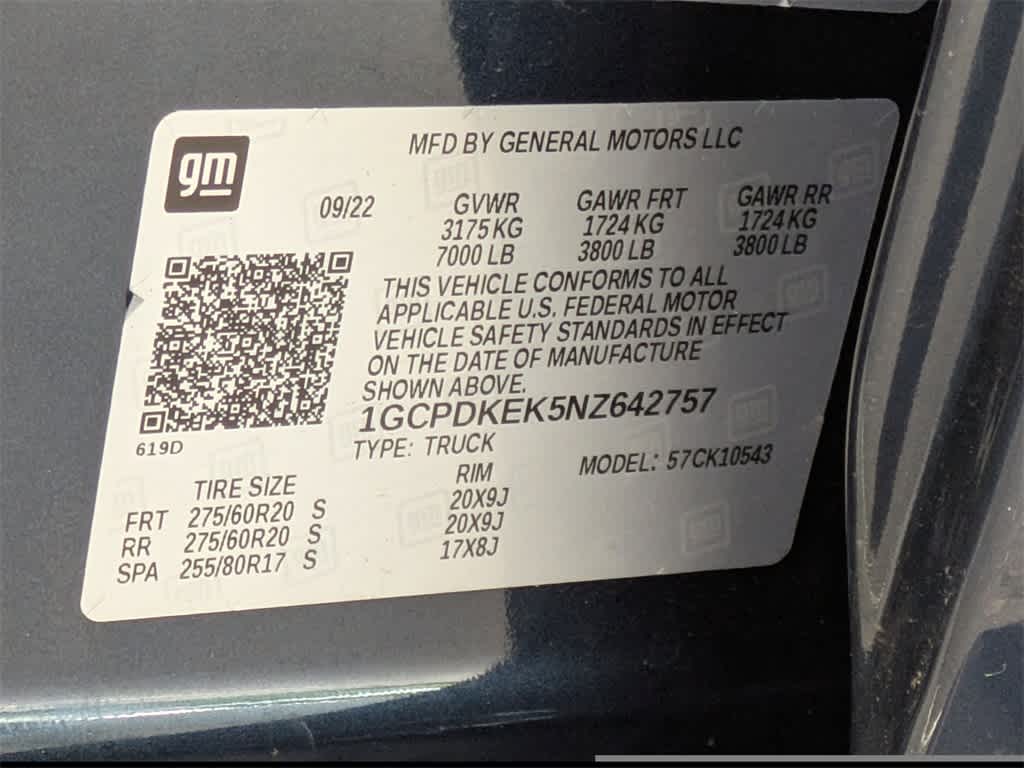 gm
MFD BY GENERAL MOTORS LLC
09/22 GVWR GAWR FRT GAWR RR
3175 KG 1724 KG 1724 KG
7000 LB 3800 LB 3800 LB
THIS VEHICLE CONFORMS TO ALL
APPLICABLE U.S. FEDERAL MOTOR
VEHICLE SAFETY STANDARDS IN EFFECT
ON THE DATE OF MANUFACTURE
SHOWN ABOVE.
1GCPDKEK5NZ642757
619D
TYPE: TRUCK MODEL: 57CK10543
TIRE SIZE RIM
FRT 275/60R20 S 20X9J
RR 275/60R20 S 20X9J
SPA 255/80R17 S 17X8J